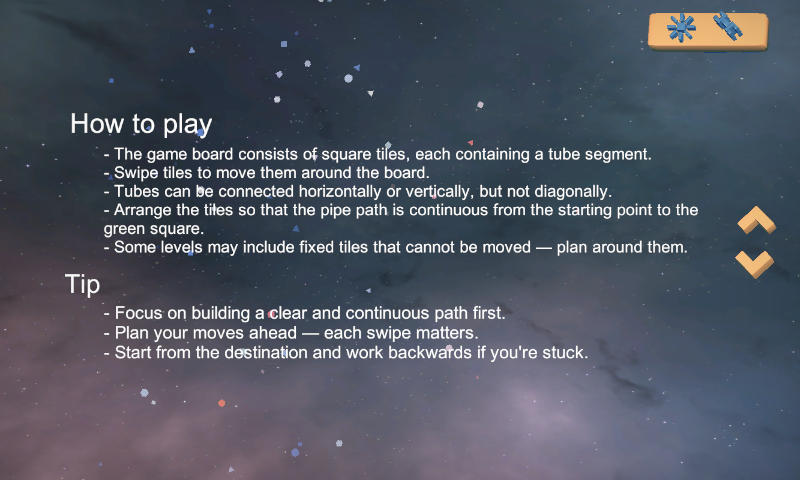 How to play
- The game board consists of square tiles, each containing a tube segment.
- Swipe tiles to move them around the board.
- Tubes can be connected horizontally or vertically, but not diagonally.
- Arrange the tiles so that the pipe path is continuous from the starting point to the
green square.
- Some levels may include fixed tiles that cannot be moved — plan around them.
Tip
- Focus on building a clear and continuous path first.
- Plan your moves ahead — each swipe matters.
- Start from the destination and work backwards if you're stuck.